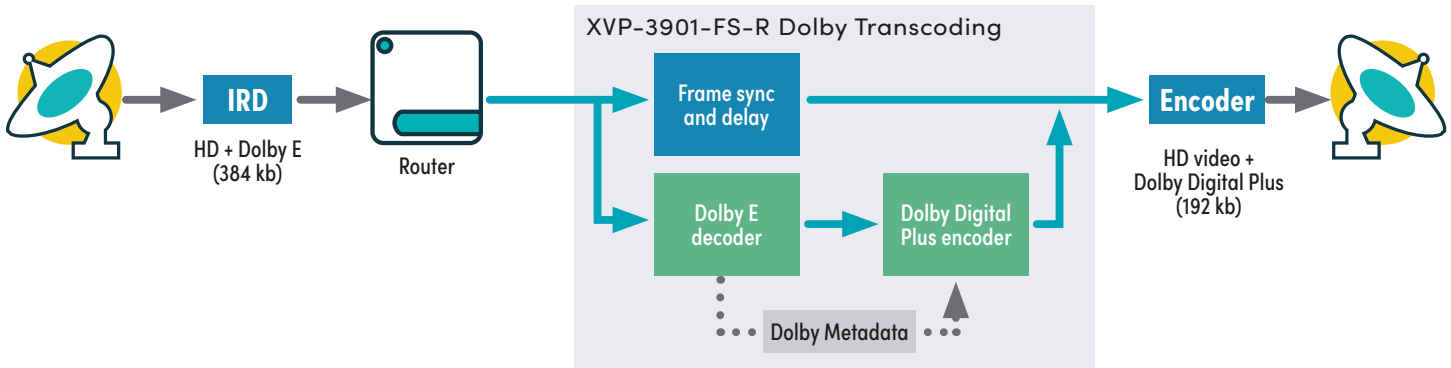 XVP-3901-FS-R Dolby Transcoding
IRD
HD + Dolby E
(384 kb)
Router
Frame sync
and delay
Dolby E
decoder
Dolby Digital
Plus encoder
Dolby Metadata
Encoder
HD video +
Dolby Digital Plus
(192 kb)